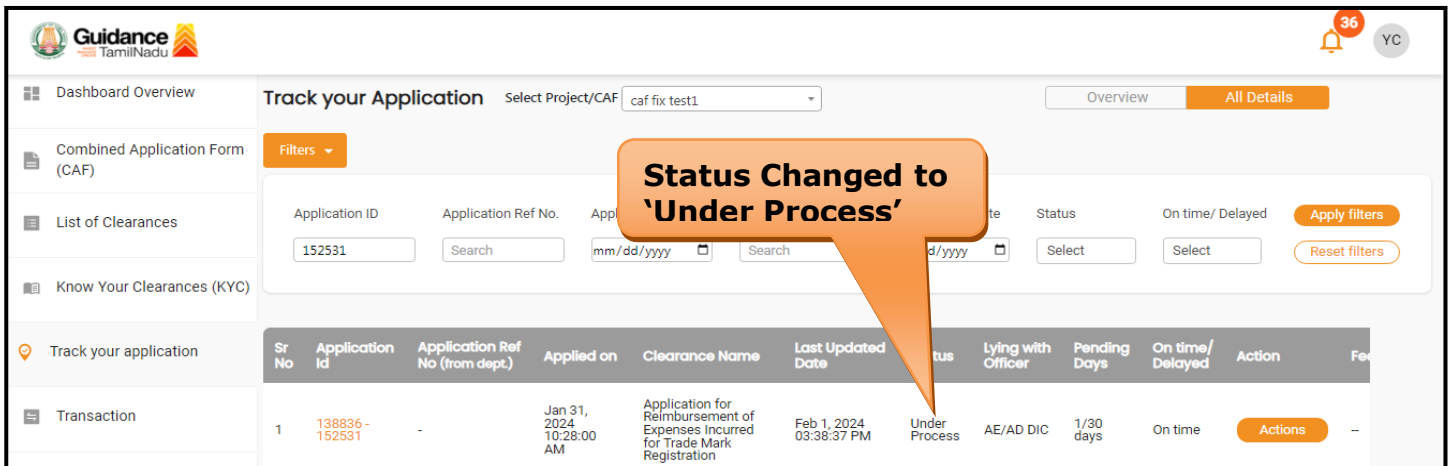 Guidance
TamilNadu
36
YC
Dashboard Overview
Combined Application Form
(CAF)
List of Clearances
Know Your Clearances (KYC)
Track your application
Transaction
Track your Application
Select Project/CAF
caf fix test1
Overview
All Details
Filters
Status Changed to
‘Under Process’
Application ID
Application Ref No.
Appl
te
Status
On time/ Delayed
Apply filters
152531
Search
mm/dd/yyyy
Search
d/yyyy
Select
Select
Reset filters
Sr
No
Application
Id
Application Ref
No (from dept.)
Applied on
Clearance Name
Last Updated
Date
tus
Lying with
Officer
Pending
Days
On time/
Delayed
Action
Fee
1
138836 -
152531
-
Jan 31,
2024
10:28:00
AM
Application for
Reimbursement of
Expenses Incurred
for Trade Mark
Registration
Feb 1, 2024
03:38:37 PM
Under
Process
AE/AD DIC
1/30
days
On time
Actions
--